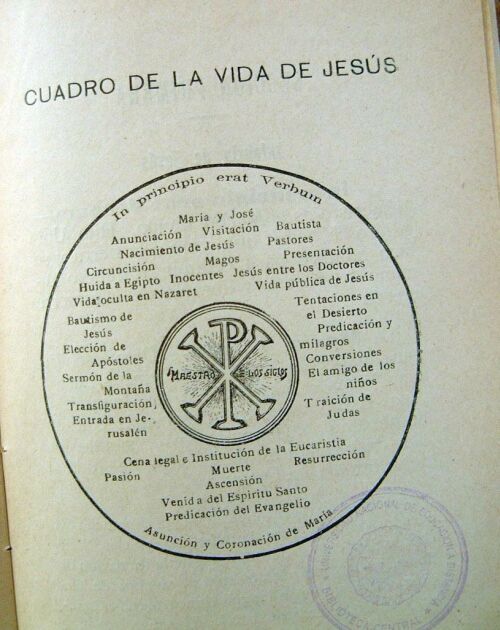 CUADRO DE LA VIDA DE JESÚS
In principio erat Verbum
María y José
Anunciación Visitación Bautista
Nacimiento de Jesús Pastores
Circuncisión Magos Presentación
Huida a Egipto Inocentes Jesús entre los Doctores
Vida oculta en Nazaret Vida pública de Jesús
Bautismo de
Jesús
Elección de
Apóstoles
Sermón de la
Montaña
Transfiguración,
Entrada en Je-
rusalén
MAESTRO DE LOS SIGLOS
Tentaciones en
el Desierto
Predicación y
milagros
Conversiones
El amigo de los
niños
Traición de
Judas
Cena legal e Institución de la Eucaristia
Pasión Muerte Resurrección
Ascensión
Venida del Espíritu Santo
Predicación del Evangelio
Asunción y Coronación de María
BIBLIOTECA CENTRAL